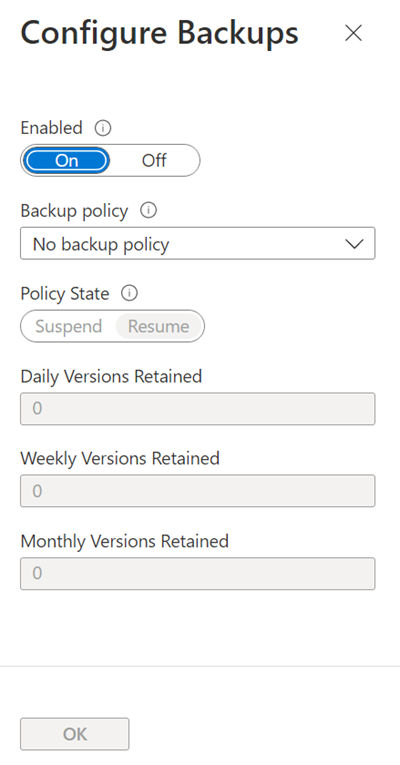 Configure Backups
Enabled
On Off
Backup policy
No backup policy
Policy State
Suspend Resume
Daily Versions Retained
0
Weekly Versions Retained
0
Monthly Versions Retained
0
OK